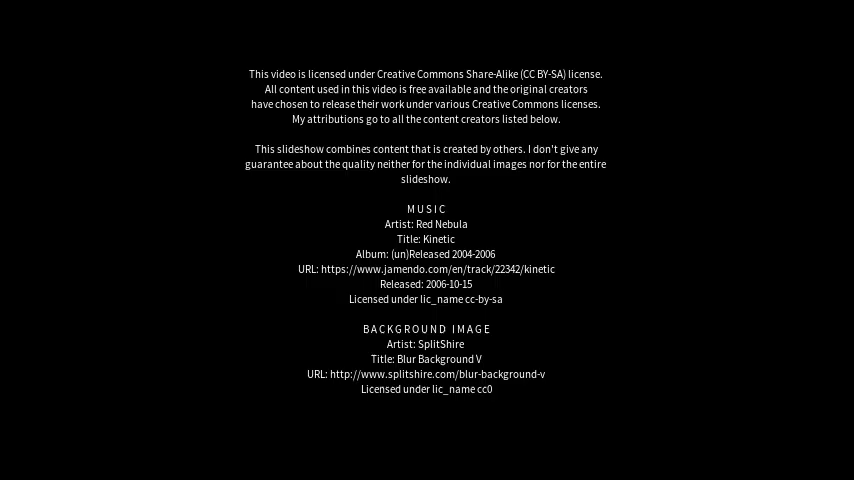 This video is licensed under Creative Commons Share-Alike (CC BY-SA) license.
All content used in this video is free available and the original creators
have chosen to release their work under various Creative Commons licenses.
My attributions go to all the content creators listed below.
This slideshow combines content that is created by others. I don't give any
guarantee about the quality neither for the individual images nor for the entire
slideshow.
MUSIC
Artist: Red Nebula
Title: Kinetic
Album: (un)Released 2004-2006
URL: https://www.jamendo.com/en/track/22342/kinetic
Released: 2006-10-15
Licensed under lic_name cc-by-sa
BACKGROUND IMAGE
Artist: SplitShire
Title: Blur Background V
URL: http://www.splitshire.com/blur-background-v
Licensed under lic_name cc0